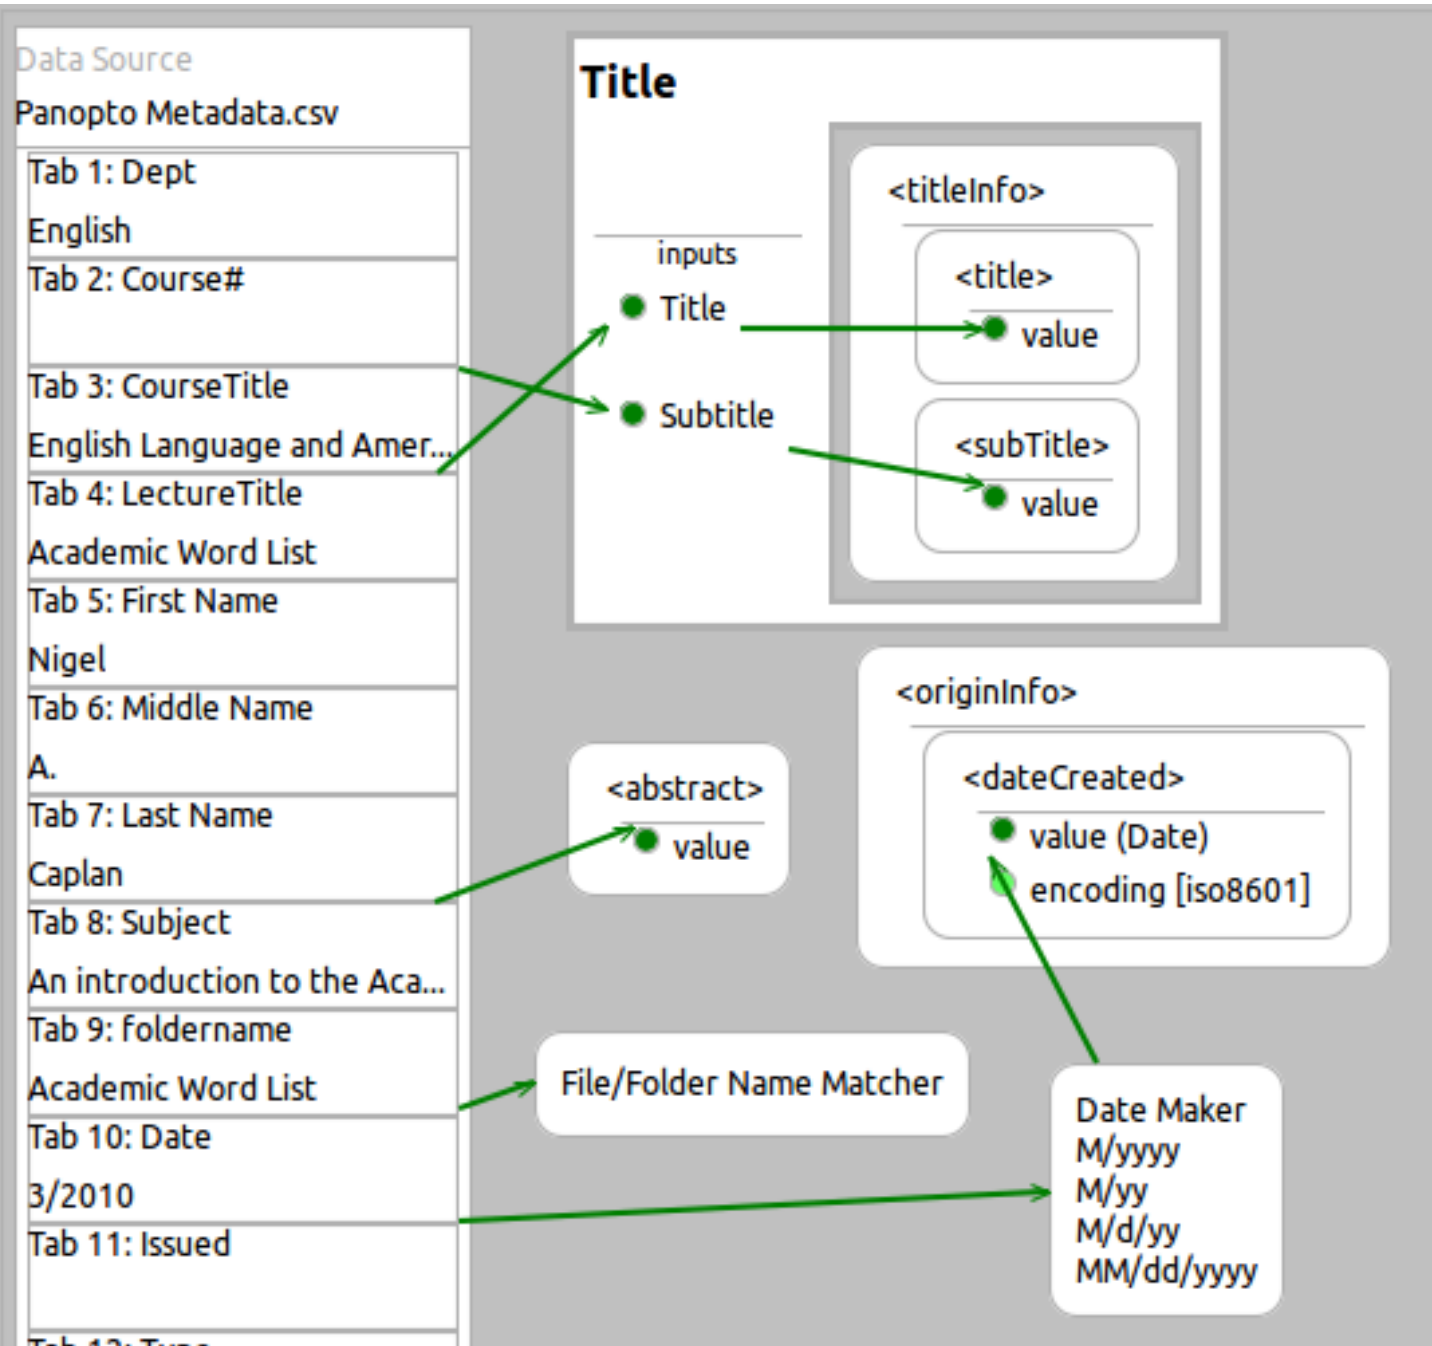 Data Source
Panopto Metadata.csv
Tab 1: Dept
English
Tab 2: Course#
Tab 3: CourseTitle
English Language and Amer...
Tab 4: LectureTitle
Academic Word List
Tab 5: First Name
Nigel
Tab 6: Middle Name
A.
Tab 7: Last Name
Caplan
Tab 8: Subject
An introduction to the Aca...
Tab 9: foldername
Academic Word List
Tab 10: Date
3/2010
Tab 11: Issued
Title
inputs
Title
Subtitle
<titleInfo>
<title>
value
<subTitle>
value
<abstract>
value
<originInfo>
<dateCreated>
value (Date)
encoding [iso8601]
File/Folder Name Matcher
Date Maker
M/yyyy
M/yy
M/d/yy
MM/dd/yyyy